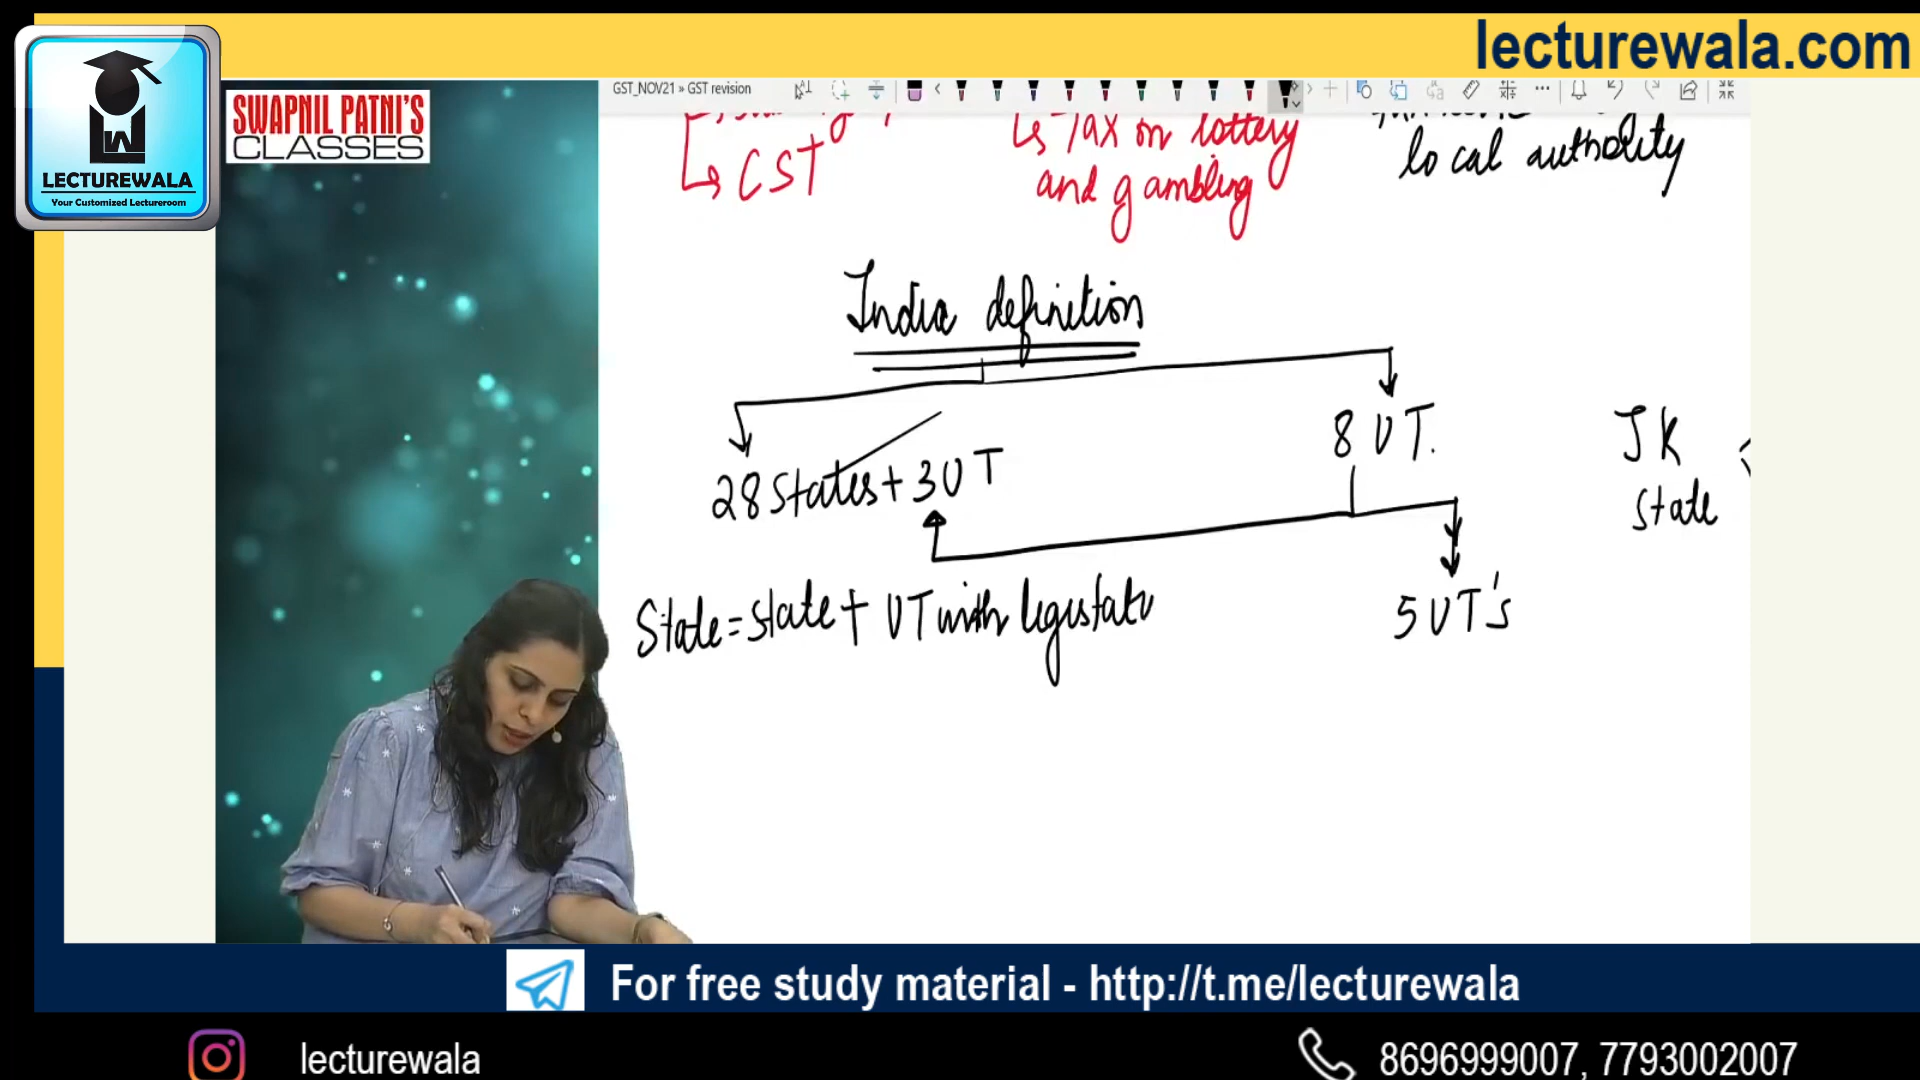 lecturewala.com
LECTUREWALA
Your Customized Lectureroom
SWAPNIL PATNI'S
CLASSES
GST_NOV21 » GST revision
↳ CST
↳ Tax on lottery
and gambling
local authority
India definition
28 States + 3 UT
8 UT.
JK
State
State = state + UT with legislatu
5 UT's
For free study material - http://t.me/lecturewala
lecturewala
8696999007, 7793002007